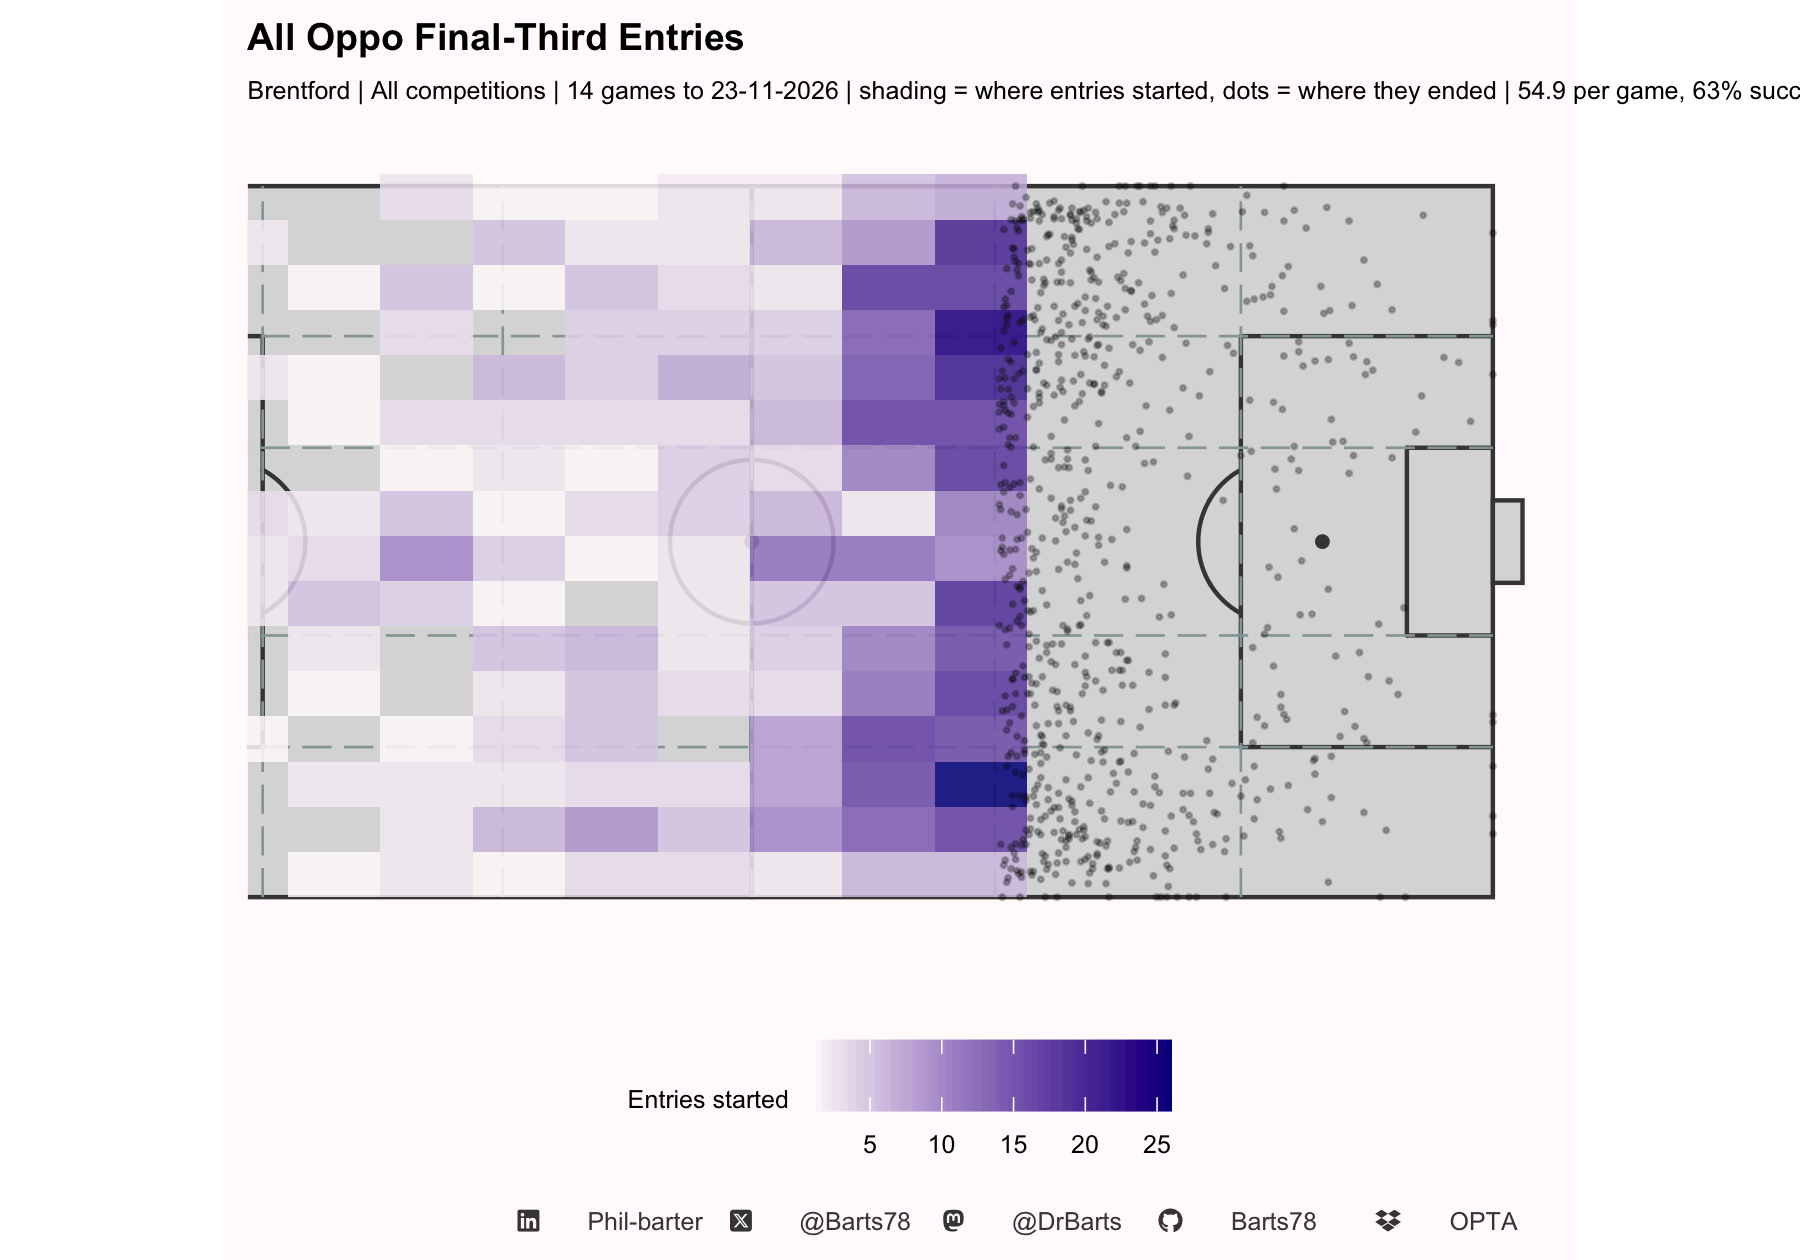 All Oppo Final-Third Entries
Brentford | All competitions | 14 games to 23-11-2026 | shading = where entries started, dots = where they ended | 54.9 per game, 63% succ
Entries started
5 10 15 20 25
Phil-barter @Barts78 @DrBarts Barts78 OPTA